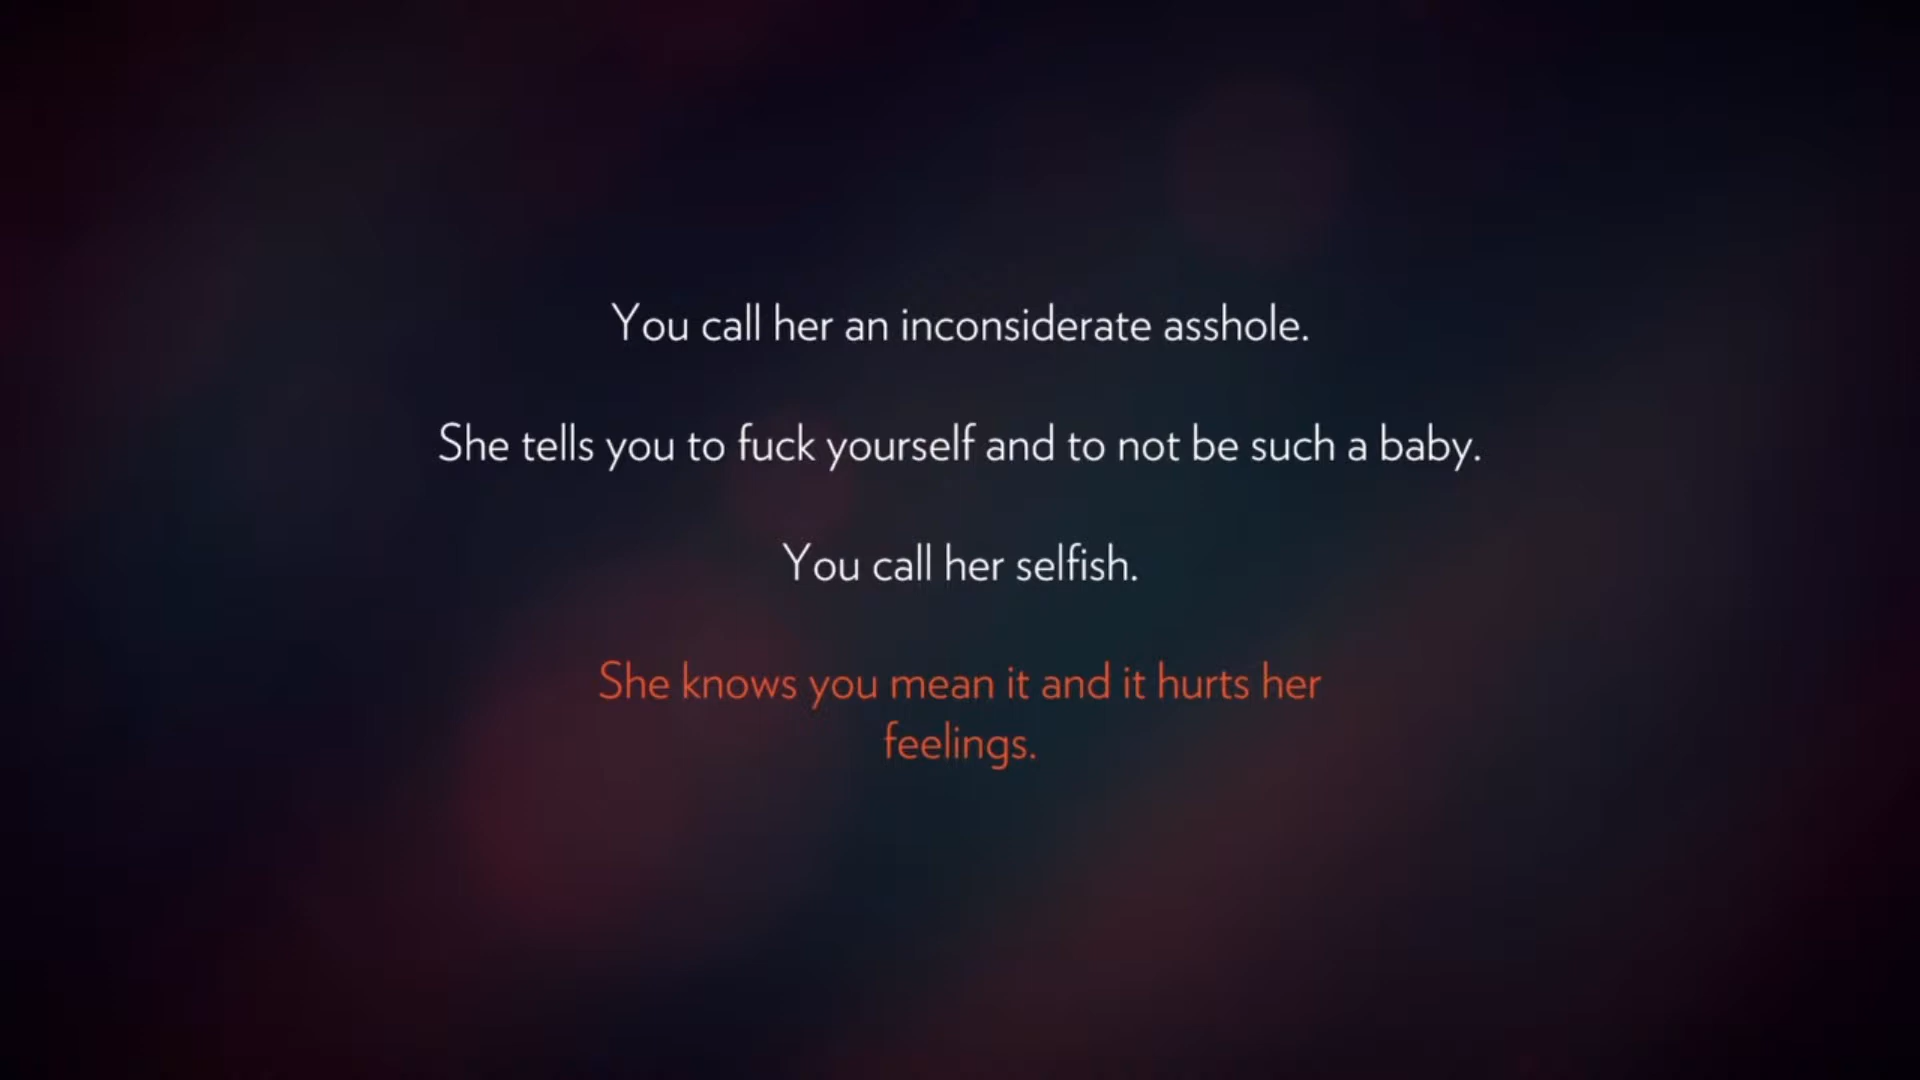 You call her an inconsiderate asshole.
She tells you to fuck yourself and to not be such a baby.
You call her selfish.
She knows you mean it and it hurts her
feelings.